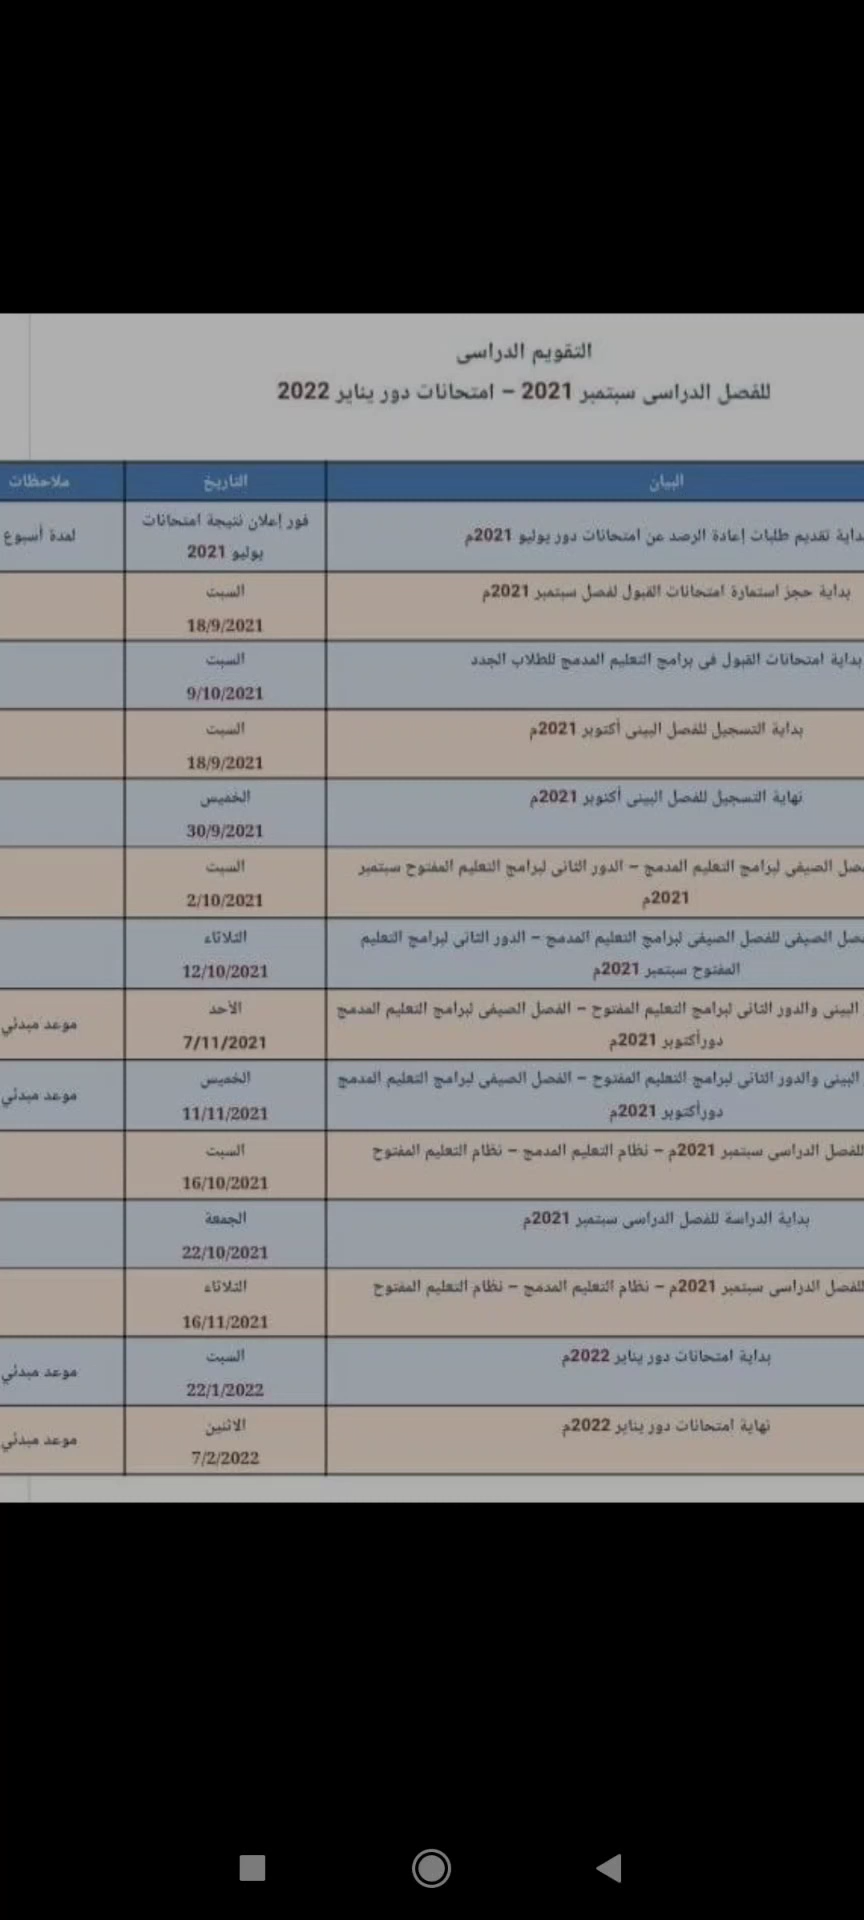 التقويم الدراسى
للفصل الدراسى سبتمبر 2021 – امتحانات دور يناير 2022
البيان
التاريخ
ملاحظات
تقديم طلبات إعادة الرصد عن امتحانات دور يوليو 2021م
فور إعلان نتيجة امتحانات
يوليو 2021
لمدة أسبوع
بداية حجز استمارة امتحانات القبول لفصل سبتمبر 2021م
السبت
18/9/2021
بداية امتحانات القبول فى برامج التعليم المدمج للطلاب الجدد
السبت
9/10/2021
بداية التسجيل للفصل البينى أكتوبر 2021م
السبت
18/9/2021
نهاية التسجيل للفصل البينى أكتوبر 2021م
الخميس
30/9/2021
الصيفى لبرامج التعليم المدمج – الدور الثانى لبرامج التعليم المفتوح سبتمبر
2021م
السبت
2/10/2021
الصيفى للفصل الصيفى لبرامج التعليم المدمج – الدور الثانى لبرامج التعليم
المفتوح سبتمبر 2021م
الثلاثاء
12/10/2021
البينى والدور الثانى لبرامج التعليم المفتوح – الفصل الصيفى لبرامج التعليم المدمج
دورأكتوبر 2021م
الأحد
7/11/2021
موعد مبدئي
البينى والدور الثانى لبرامج التعليم المفتوح – الفصل الصيفى لبرامج التعليم المدمج
دورأكتوبر 2021م
الخميس
11/11/2021
موعد مبدئي
للفصل الدراسى سبتمبر 2021م – نظام التعليم المدمج – نظام التعليم المفتوح
السبت
16/10/2021
بداية الدراسة للفصل الدراسى سبتمبر 2021م
الجمعة
22/10/2021
للفصل الدراسى سبتمبر 2021م – نظام التعليم المدمج – نظام التعليم المفتوح
الثلاثاء
16/11/2021
بداية امتحانات دور يناير 2022م
السبت
22/1/2022
موعد مبدئي
نهاية امتحانات دور يناير 2022م
الاثنين
7/2/2022
موعد مبدئي